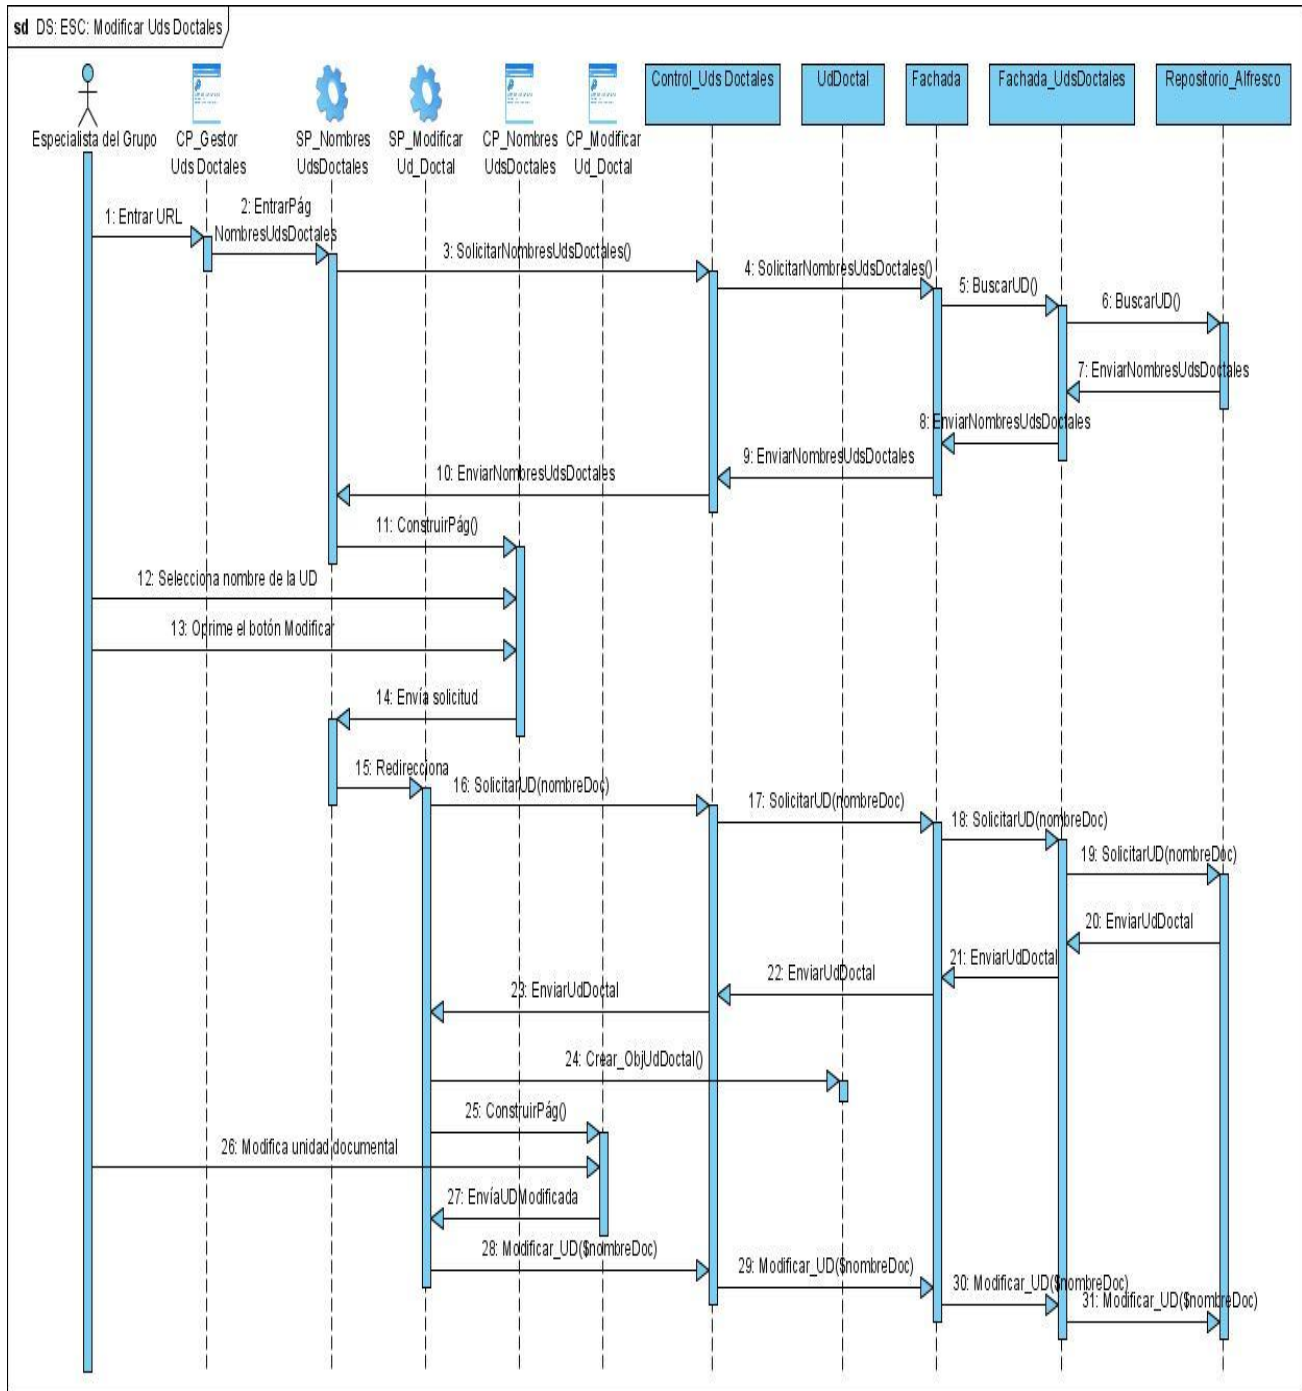 sd DS: ESC: Modificar Uds Doctales
Especialista del Grupo
CP_Gestor
Uds Doctales
SP_Nombres
UdsDoctales
SP_Modificar
Ud_Doctal
CP_Nombres
UdsDoctales
CP_Modificar
Ud_Doctal
Control_Uds Doctales
UdDoctal
Fachada
Fachada_UdsDoctales
Repositorio_Alfresco
1: Entrar URL
2: EntrarPág
NombresUdsDoctales
3: SolicitarNombresUdsDoctales()
4: SolicitarNombresUdsDoctales()
5: BuscarUD()
6: BuscarUD()
7: EnviarNombresUdsDoctales
8: EnviarNombresUdsDoctales
9: EnviarNombresUdsDoctales
10: EnviarNombresUdsDoctales
11: ConstruirPág()
12: Selecciona nombre de la UD
13: Oprime el botón Modificar
14: Envía solicitud
15: Redirecciona
16: SolicitarUD(nombreDoc)
17: SolicitarUD(nombreDoc)
18: SolicitarUD(nombreDoc)
19: SolicitarUD(nombreDoc)
20: EnviarUdDoctal
21: EnviarUdDoctal
22: EnviarUdDoctal
23: EnviarUdDoctal
24: Crear_ObjUdDoctal()
25: ConstruirPág()
26: Modifica unidad documental
27: EnvíaUDModificada
28: Modificar_UD($nombreDoc)
29: Modificar_UD($nombreDoc)
30: Modificar_UD($nombreDoc)
31: Modificar_UD($nombreDoc)